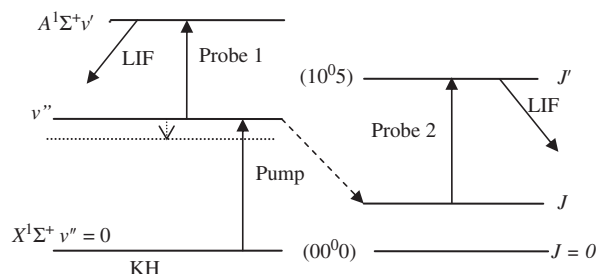 A¹Σ⁺v′
LIF
Probe 1
(10⁰5)
J′
LIF
v″
Probe 2
Pump
J
X¹Σ⁺ v″ = 0
(00⁰0)
J = 0
KH